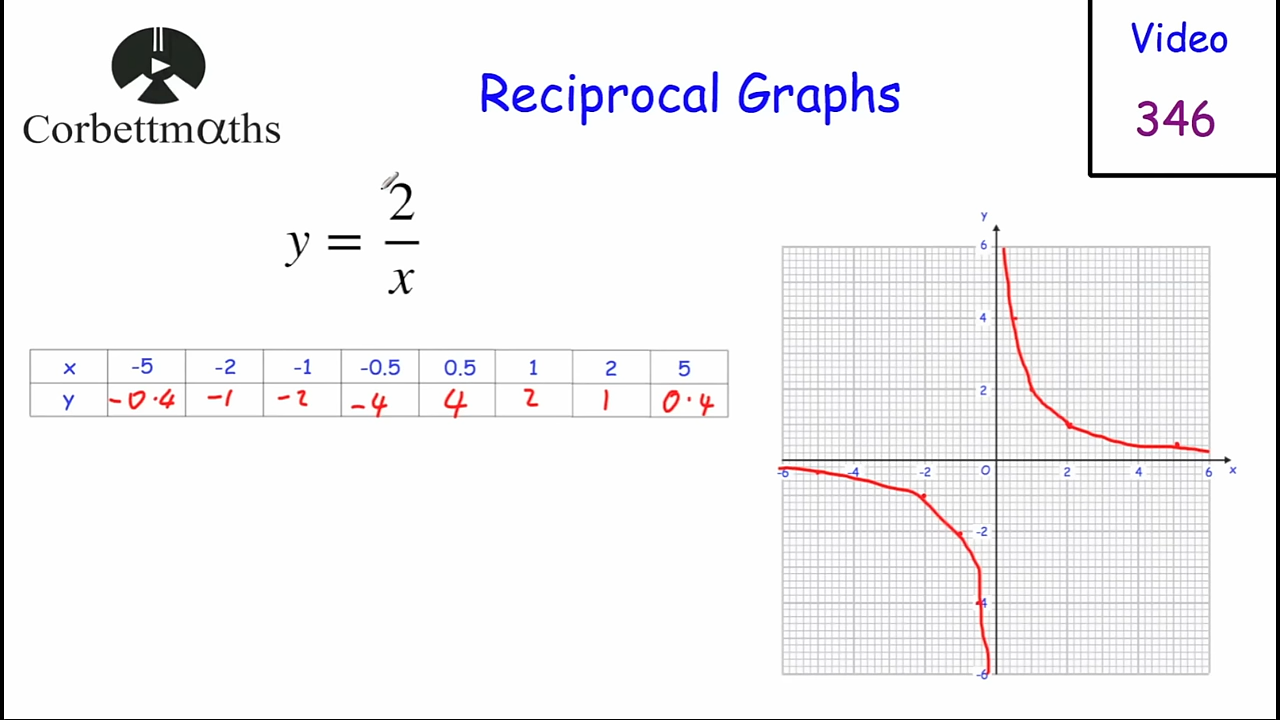 Corbettmαths
Reciprocal Graphs
Video
346
y = 2/x
x -5 -2 -1 -0.5 0.5 1 2 5
y -0·4 -1 -2 -4 4 2 1 0·4
y
6
4
2
-6 -4 -2 O 2 4 6 x
-2
-4
-6